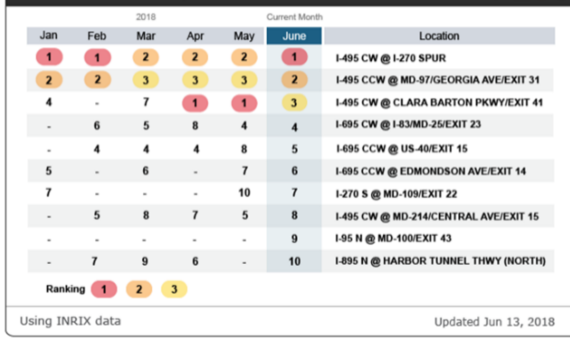 2018 Current Month
Jan Feb Mar Apr May June Location
1 1 2 2 2 1 I-495 CW @ I-270 SPUR
2 2 3 3 3 2 I-495 CCW @ MD-97/GEORGIA AVE/EXIT 31
4 - 7 1 1 3 I-495 CW @ CLARA BARTON PKWY/EXIT 41
- 6 5 8 4 4 I-695 CW @ I-83/MD-25/EXIT 23
- 4 4 4 8 5 I-695 CCW @ US-40/EXIT 15
5 - 6 - 7 6 I-695 CCW @ EDMONDSON AVE/EXIT 14
7 - - - 10 7 I-270 S @ MD-109/EXIT 22
- 5 8 7 5 8 I-495 CW @ MD-214/CENTRAL AVE/EXIT 15
- - - - - 9 I-95 N @ MD-100/EXIT 43
- 7 9 6 - 10 I-895 N @ HARBOR TUNNEL THWY (NORTH)
Ranking 1 2 3
Using INRIX data Updated Jun 13, 2018